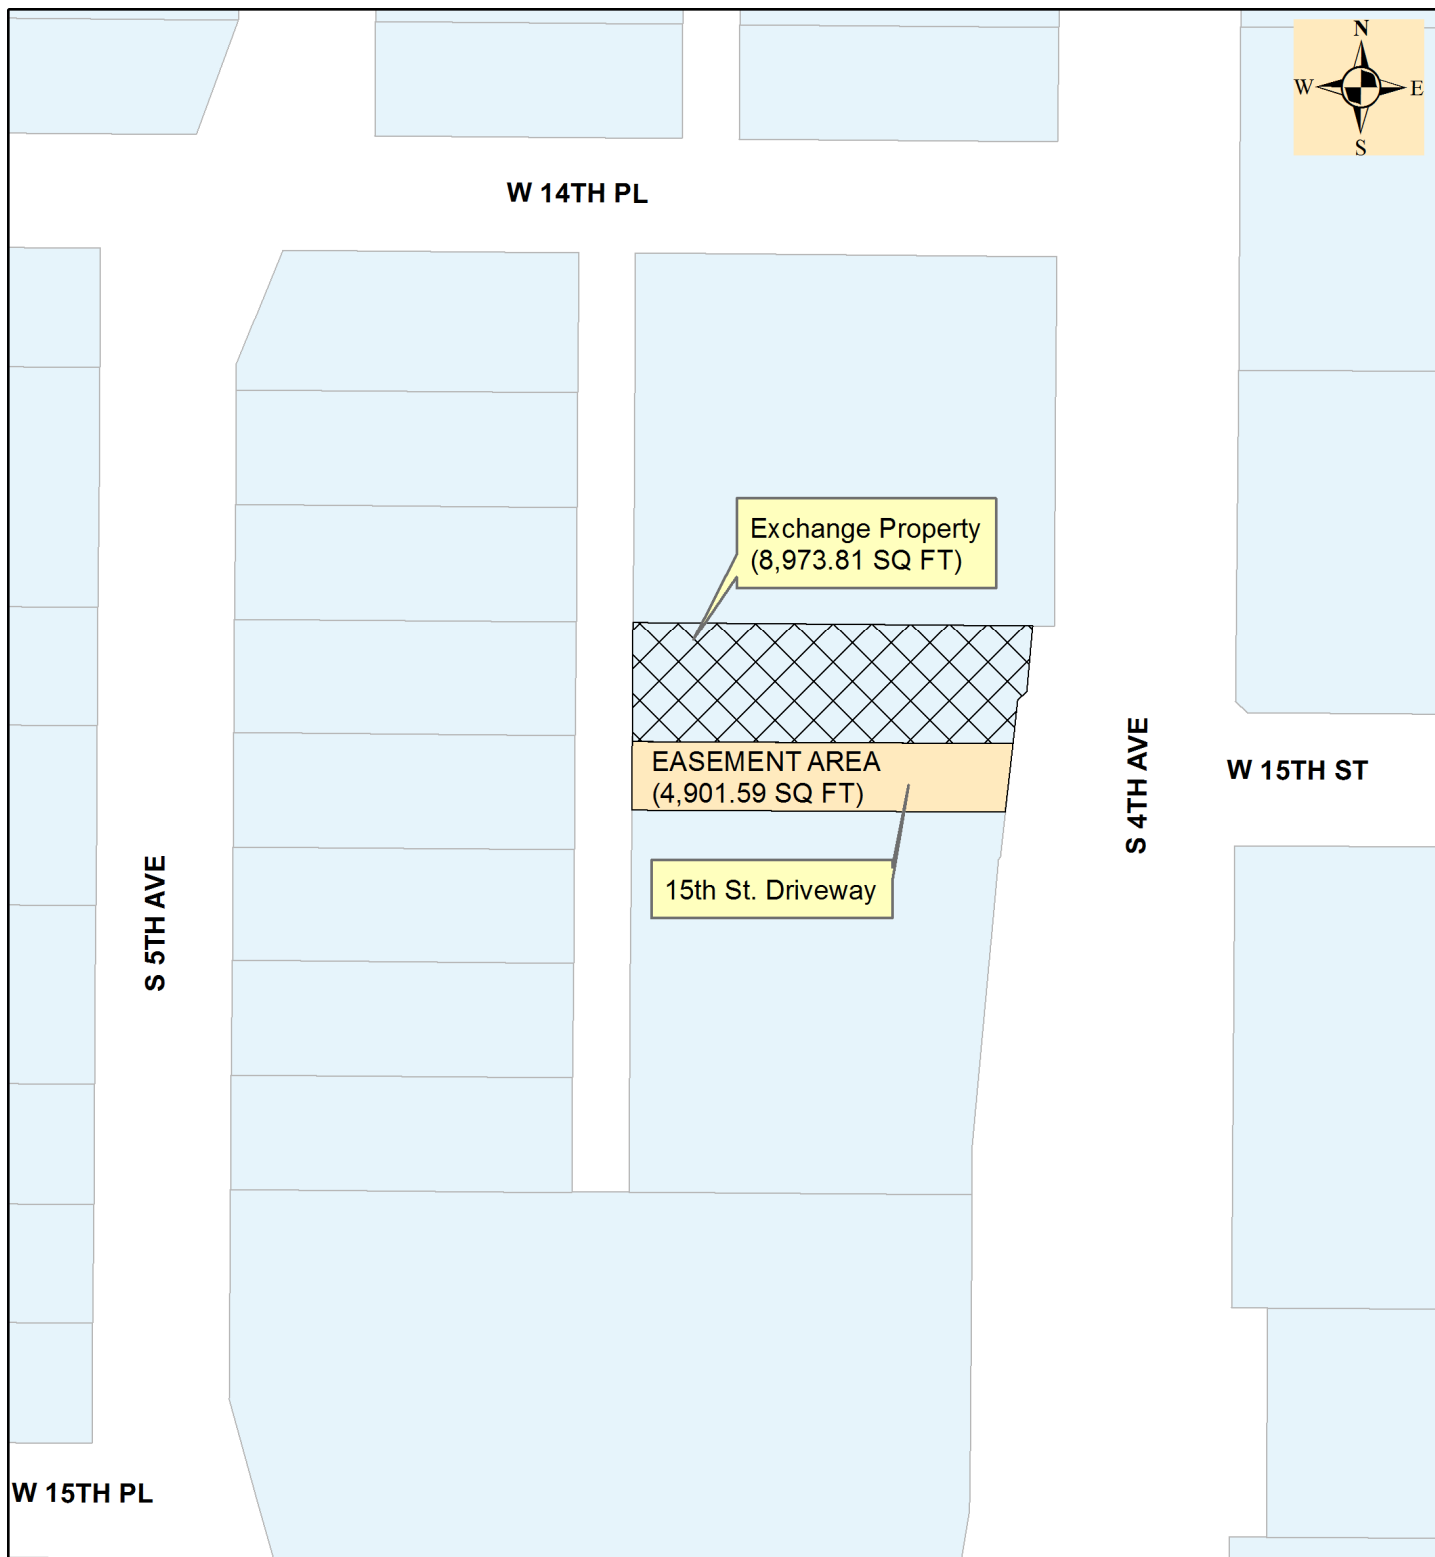 N
W E
S
W 14TH PL
Exchange Property
(8,973.81 SQ FT)
S 4TH AVE
W 15TH ST
EASEMENT AREA
(4,901.59 SQ FT)
15th St. Driveway
S 5TH AVE
W 15TH PL